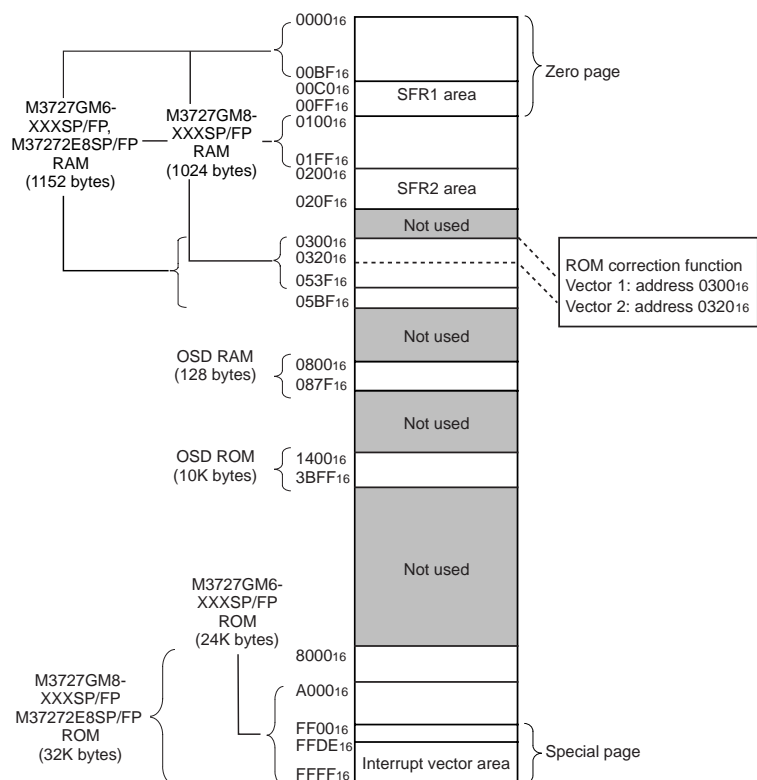 0000₁₆
00BF₁₆
00C0₁₆
00FF₁₆
0100₁₆
01FF₁₆
0200₁₆
020F₁₆
0300₁₆
0320₁₆
053F₁₆
05BF₁₆
0800₁₆
087F₁₆
1400₁₆
3BFF₁₆
8000₁₆
A000₁₆
FF00₁₆
FFDE₁₆
FFFF₁₆
M3727GM6-
XXXSP/FP,
M37272E8SP/FP
RAM
(1152 bytes)
M3727GM8-
XXXSP/FP
RAM
(1024 bytes)
OSD RAM
(128 bytes)
OSD ROM
(10K bytes)
M3727GM6-
XXXSP/FP
ROM
(24K bytes)
M3727GM8-
XXXSP/FP
M37272E8SP/FP
ROM
(32K bytes)
SFR1 area
SFR2 area
Not used
Not used
Not used
Not used
Interrupt vector area
Zero page
ROM correction function
Vector 1: address 0300₁₆
Vector 2: address 0320₁₆
Special page